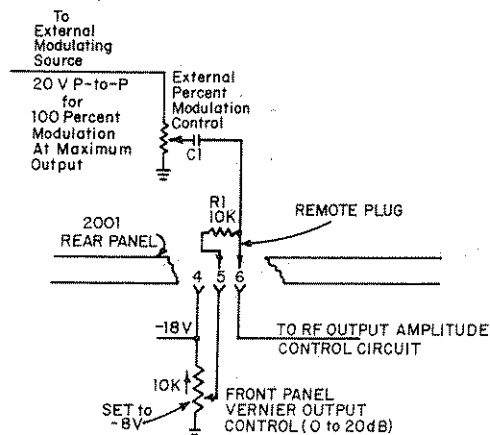 To
External
Modulating
Source
20 V P-to-P
for
100 Percent
Modulation
At Maximum
Output
External
Percent
Modulation
Control
C1
R1
10K
REMOTE PLUG
2001
REAR PANEL
4 5 6
-18V
TO RF OUTPUT AMPLITUDE
CONTROL CIRCUIT
10K
SET to
-8V
FRONT PANEL
VERNIER OUTPUT
CONTROL (0 to 20dB)